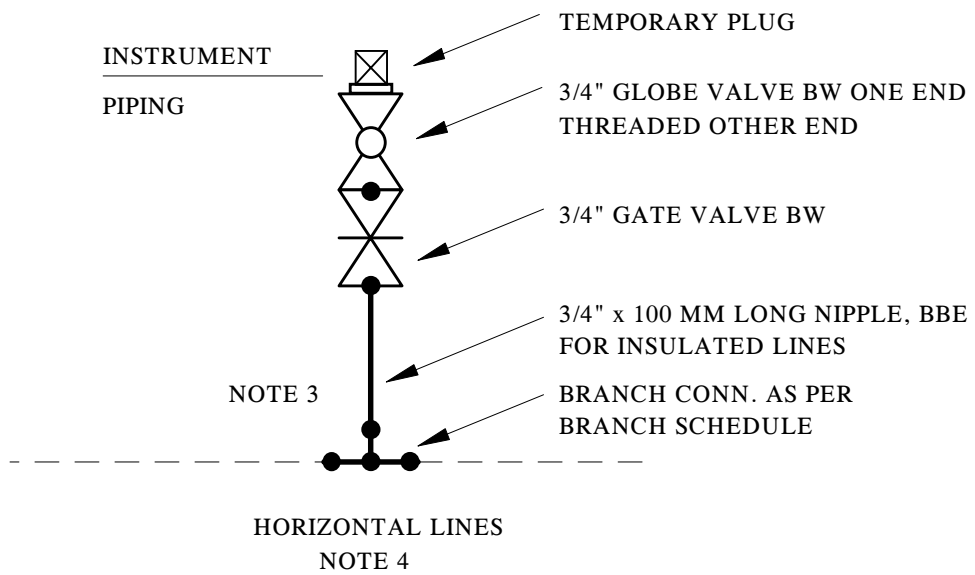 TEMPORARY PLUG
INSTRUMENT
PIPING
3/4" GLOBE VALVE BW ONE END
THREADED OTHER END
3/4" GATE VALVE BW
3/4" x 100 MM LONG NIPPLE, BBE
FOR INSULATED LINES
NOTE 3
BRANCH CONN. AS PER
BRANCH SCHEDULE
HORIZONTAL LINES
NOTE 4